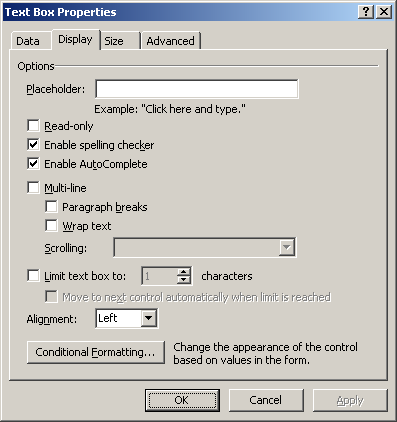 Text Box Properties
Data Display Size Advanced
Options
Placeholder:
Example: "Click here and type."
Read-only
Enable spelling checker
Enable AutoComplete
Multi-line
Paragraph breaks
Wrap text
Scrolling:
Limit text box to: 1 characters
Move to next control automatically when limit is reached
Alignment: Left
Conditional Formatting... Change the appearance of the control
based on values in the form.
OK Cancel Apply